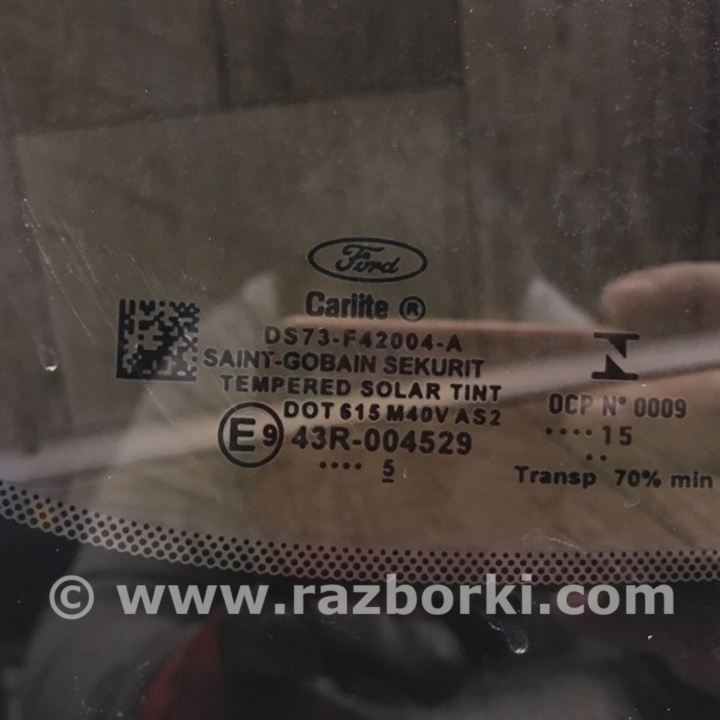 Ford
Carlite ®
DS73-F42004-A
SAINT-GOBAIN SEKURIT
TEMPERED SOLAR TINT
DOT 615 M40V AS2
E9 43R-004529
.... 5
N
OCP N° 0009
.... 15
..
Transp 70% min
© www.razborki.com